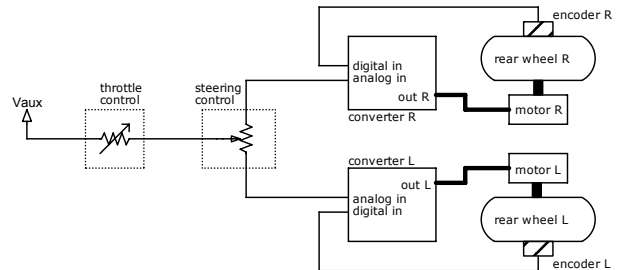 encoder R
digital in
analog in
out R
converter R
rear wheel R
motor R
throttle
control
steering
control
Vaux
converter L
out L
analog in
digital in
motor L
rear wheel L
encoder L